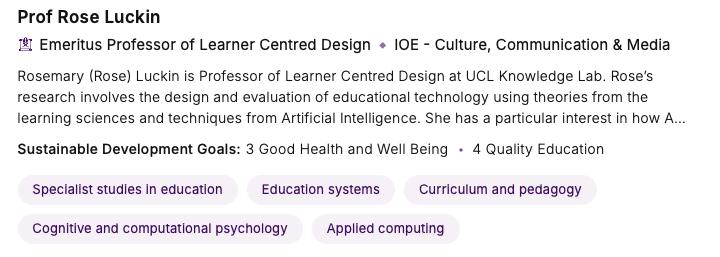 Prof Rose Luckin
Emeritus Professor of Learner Centred Design ◆ IOE - Culture, Communication & Media
Rosemary (Rose) Luckin is Professor of Learner Centred Design at UCL Knowledge Lab. Rose’s
research involves the design and evaluation of educational technology using theories from the
learning sciences and techniques from Artificial Intelligence. She has a particular interest in how A...
Sustainable Development Goals: 3 Good Health and Well Being • 4 Quality Education
Specialist studies in education Education systems Curriculum and pedagogy
Cognitive and computational psychology Applied computing